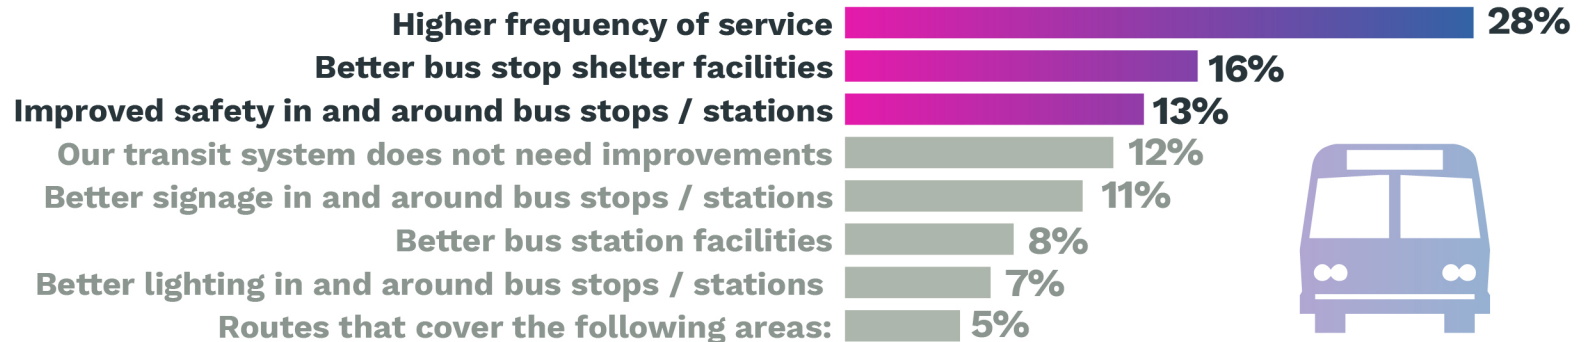 Higher frequency of service 28%
Better bus stop shelter facilities 16%
Improved safety in and around bus stops / stations 13%
Our transit system does not need improvements 12%
Better signage in and around bus stops / stations 11%
Better bus station facilities 8%
Better lighting in and around bus stops / stations 7%
Routes that cover the following areas: 5%